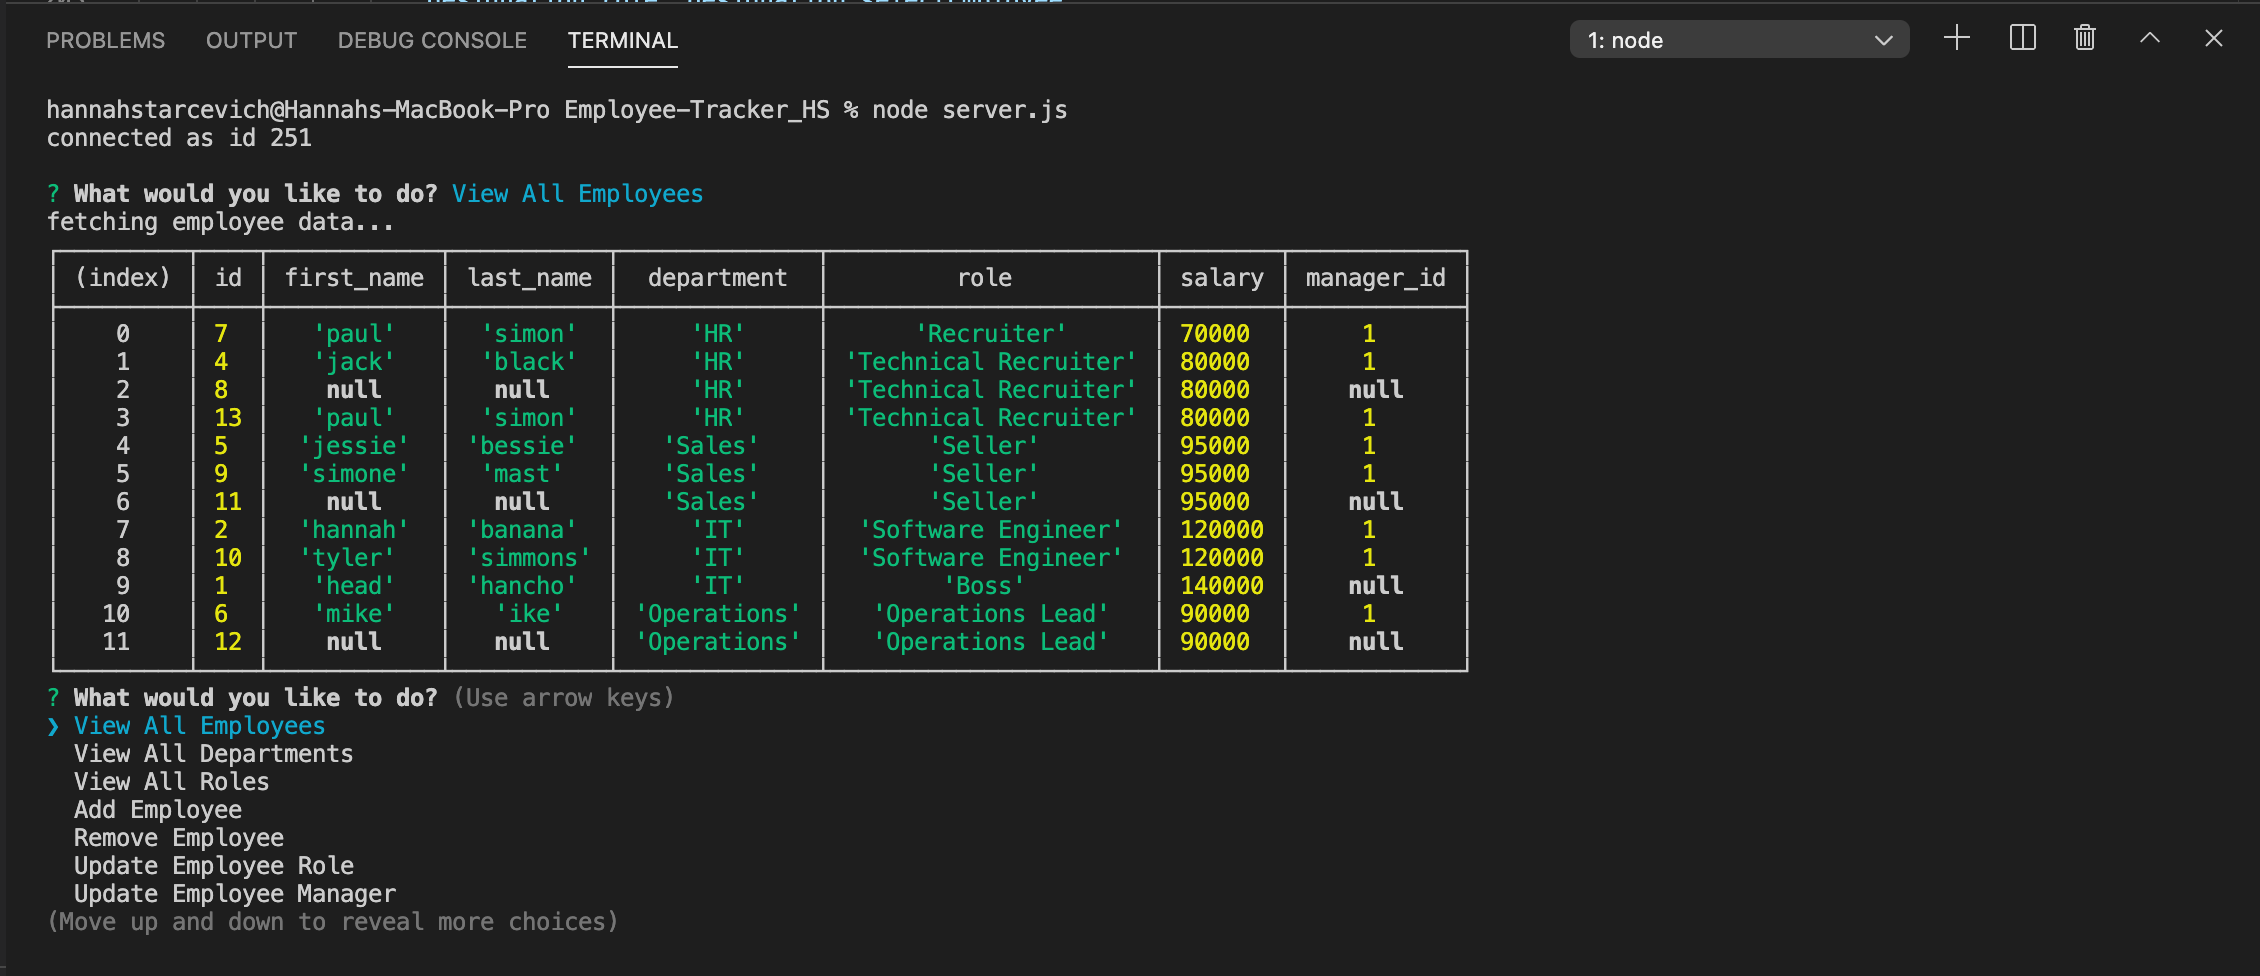 PROBLEMS OUTPUT DEBUG CONSOLE TERMINAL 1: node
hannahstarcevich@Hannahs-MacBook-Pro Employee-Tracker_HS % node server.js
connected as id 251
? What would you like to do? View All Employees
fetching employee data...
(index) id first_name last_name department role salary manager_id
0 7 'paul' 'simon' 'HR' 'Recruiter' 70000 1
1 4 'jack' 'black' 'HR' 'Technical Recruiter' 80000 1
2 8 null null 'HR' 'Technical Recruiter' 80000 null
3 13 'paul' 'simon' 'HR' 'Technical Recruiter' 80000 1
4 5 'jessie' 'bessie' 'Sales' 'Seller' 95000 1
5 9 'simone' 'mast' 'Sales' 'Seller' 95000 1
6 11 null null 'Sales' 'Seller' 95000 null
7 2 'hannah' 'banana' 'IT' 'Software Engineer' 120000 1
8 10 'tyler' 'simmons' 'IT' 'Software Engineer' 120000 1
9 1 'head' 'hancho' 'IT' 'Boss' 140000 null
10 6 'mike' 'ike' 'Operations' 'Operations Lead' 90000 1
11 12 null null 'Operations' 'Operations Lead' 90000 null
? What would you like to do? (Use arrow keys)
❯ View All Employees
View All Departments
View All Roles
Add Employee
Remove Employee
Update Employee Role
Update Employee Manager
(Move up and down to reveal more choices)